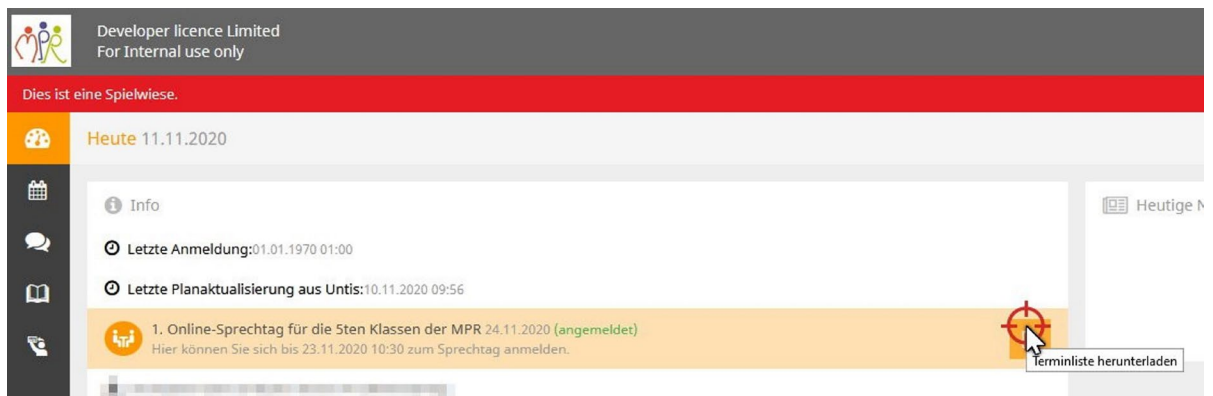 MPR
Developer licence Limited
For Internal use only
Dies ist eine Spielwiese.
Heute 11.11.2020
Info
Heutige N
Letzte Anmeldung:01.01.1970 01:00
Letzte Planaktualisierung aus Untis:10.11.2020 09:56
1. Online-Sprechtag für die 5ten Klassen der MPR 24.11.2020 (angemeldet)
Hier können Sie sich bis 23.11.2020 10:30 zum Sprechtag anmelden.
Terminliste herunterladen